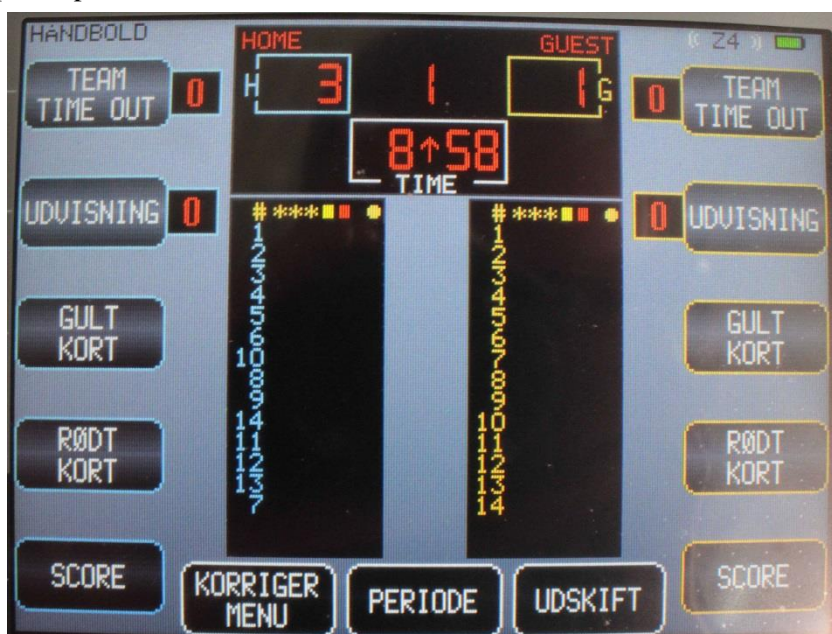 HANDBOLD
HOME
GUEST
Z4
TEAM
TIME OUT
0
H
3
1
1
G
0
TEAM
TIME OUT
8↑58
TIME
UDVISNING
0
0
UDVISNING
#***
1
2
3
4
5
6
10
8
9
14
11
12
13
7
#***
1
2
3
4
5
6
7
8
9
10
11
12
13
14
GULT
KORT
GULT
KORT
RØDT
KORT
RØDT
KORT
SCORE
KORRIGER
MENU
PERIODE
UDSKIFT
SCORE